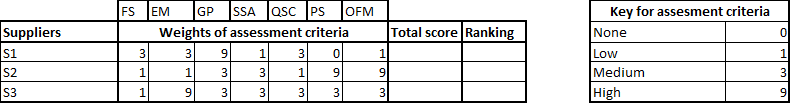 FS EM GP SSA QSC PS OFM
Suppliers Weights of assessment criteria Total score Ranking
S1 3 3 9 1 3 0 1
S2 1 1 3 3 1 9 9
S3 1 9 3 3 3 3 3
Key for assesment criteria
None 0
Low 1
Medium 3
High 9